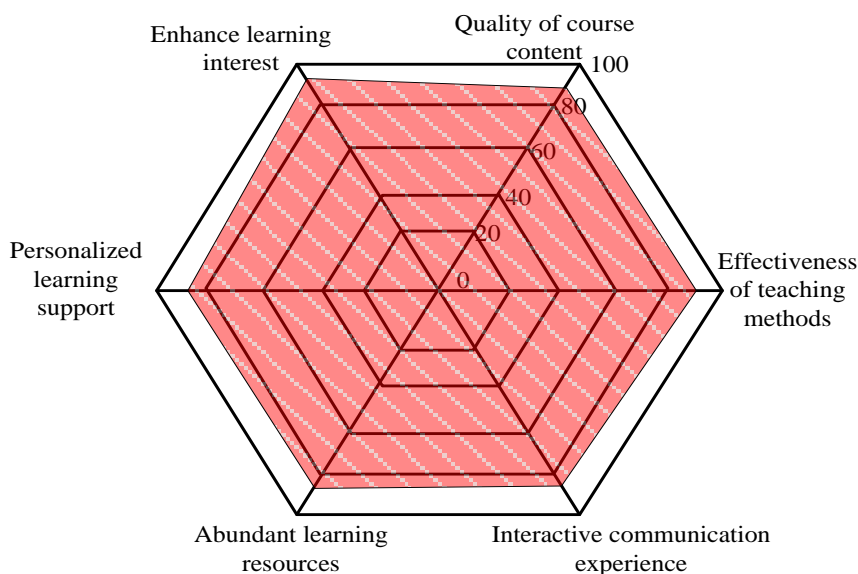 Enhance learning
interest
Quality of course
content
100
80
60
40
20
0
Personalized
learning
support
Effectiveness
of teaching
methods
Abundant learning
resources
Interactive communication
experience